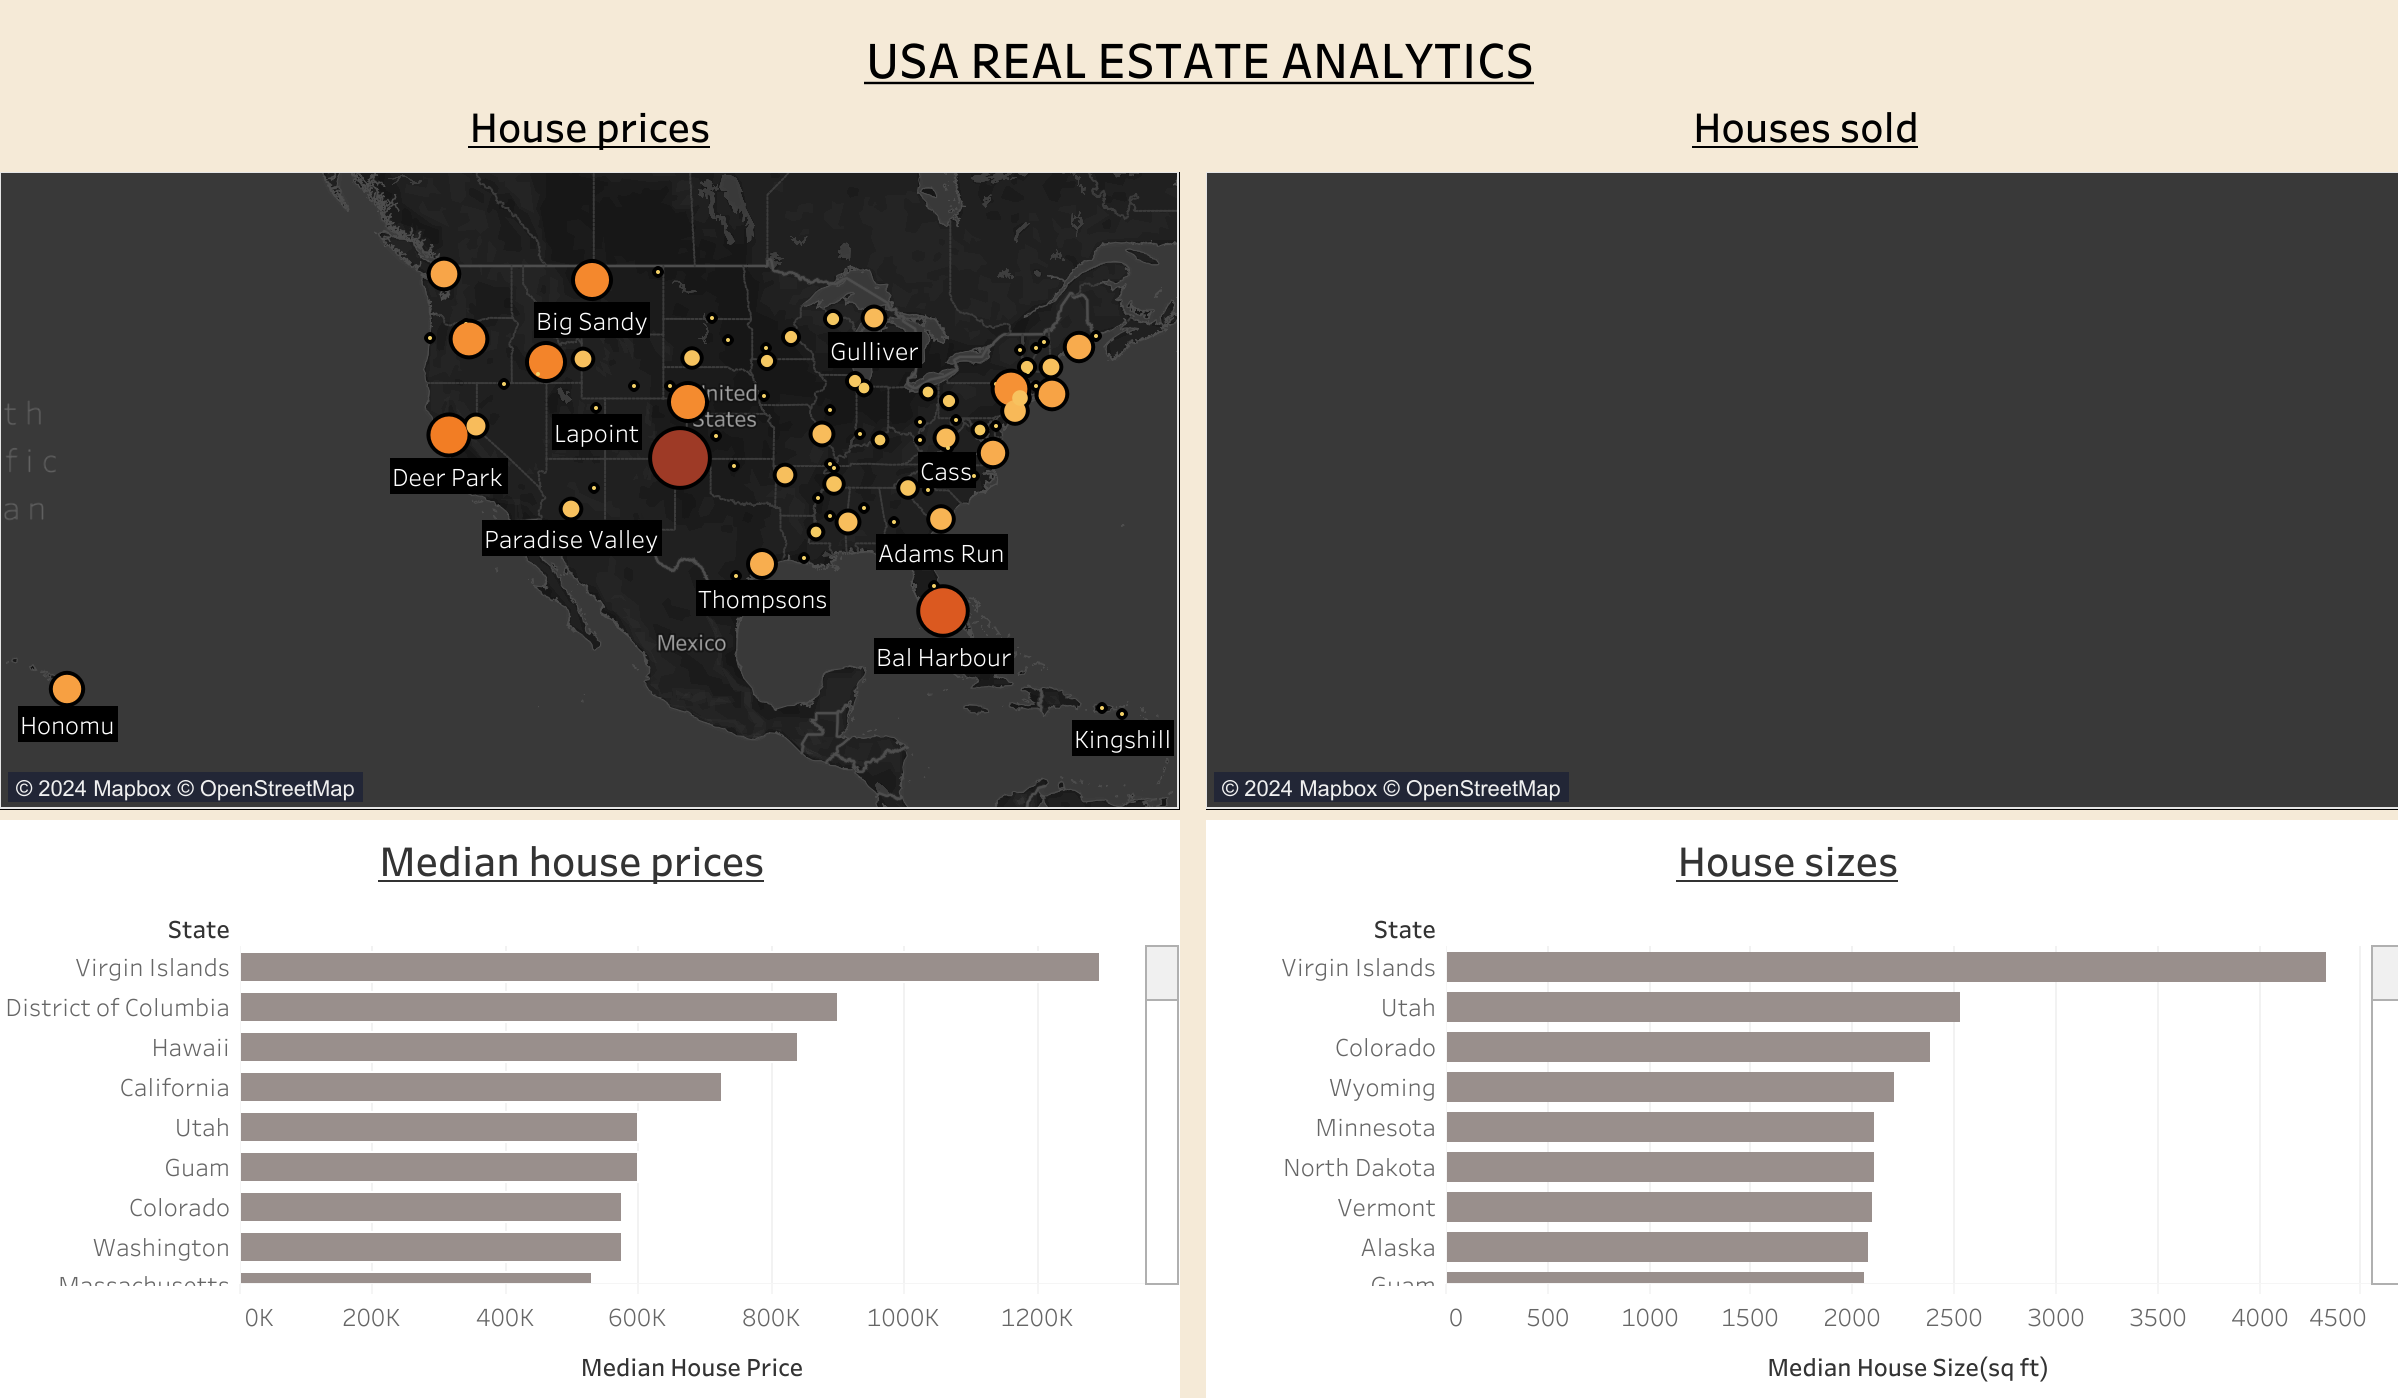 USA REAL ESTATE ANALYTICS
House prices
Houses sold
Big Sandy
Gulliver
th
United
States
fic
Lapoint
Deer Park
Cass
an
Paradise Valley
Adams Run
Thompsons
Mexico
Bal Harbour
Honomu
Kingshill
© 2024 Mapbox © OpenStreetMap
© 2024 Mapbox © OpenStreetMap
Median house prices
State
Virgin Islands
District of Columbia
Hawaii
California
Utah
Guam
Colorado
Washington
Massachusetts
0K 200K 400K 600K 800K 1000K 1200K
Median House Price
House sizes
State
Virgin Islands
Utah
Colorado
Wyoming
Minnesota
North Dakota
Vermont
Alaska
Guam
0 500 1000 1500 2000 2500 3000 3500 4000 4500
Median House Size(sq ft)